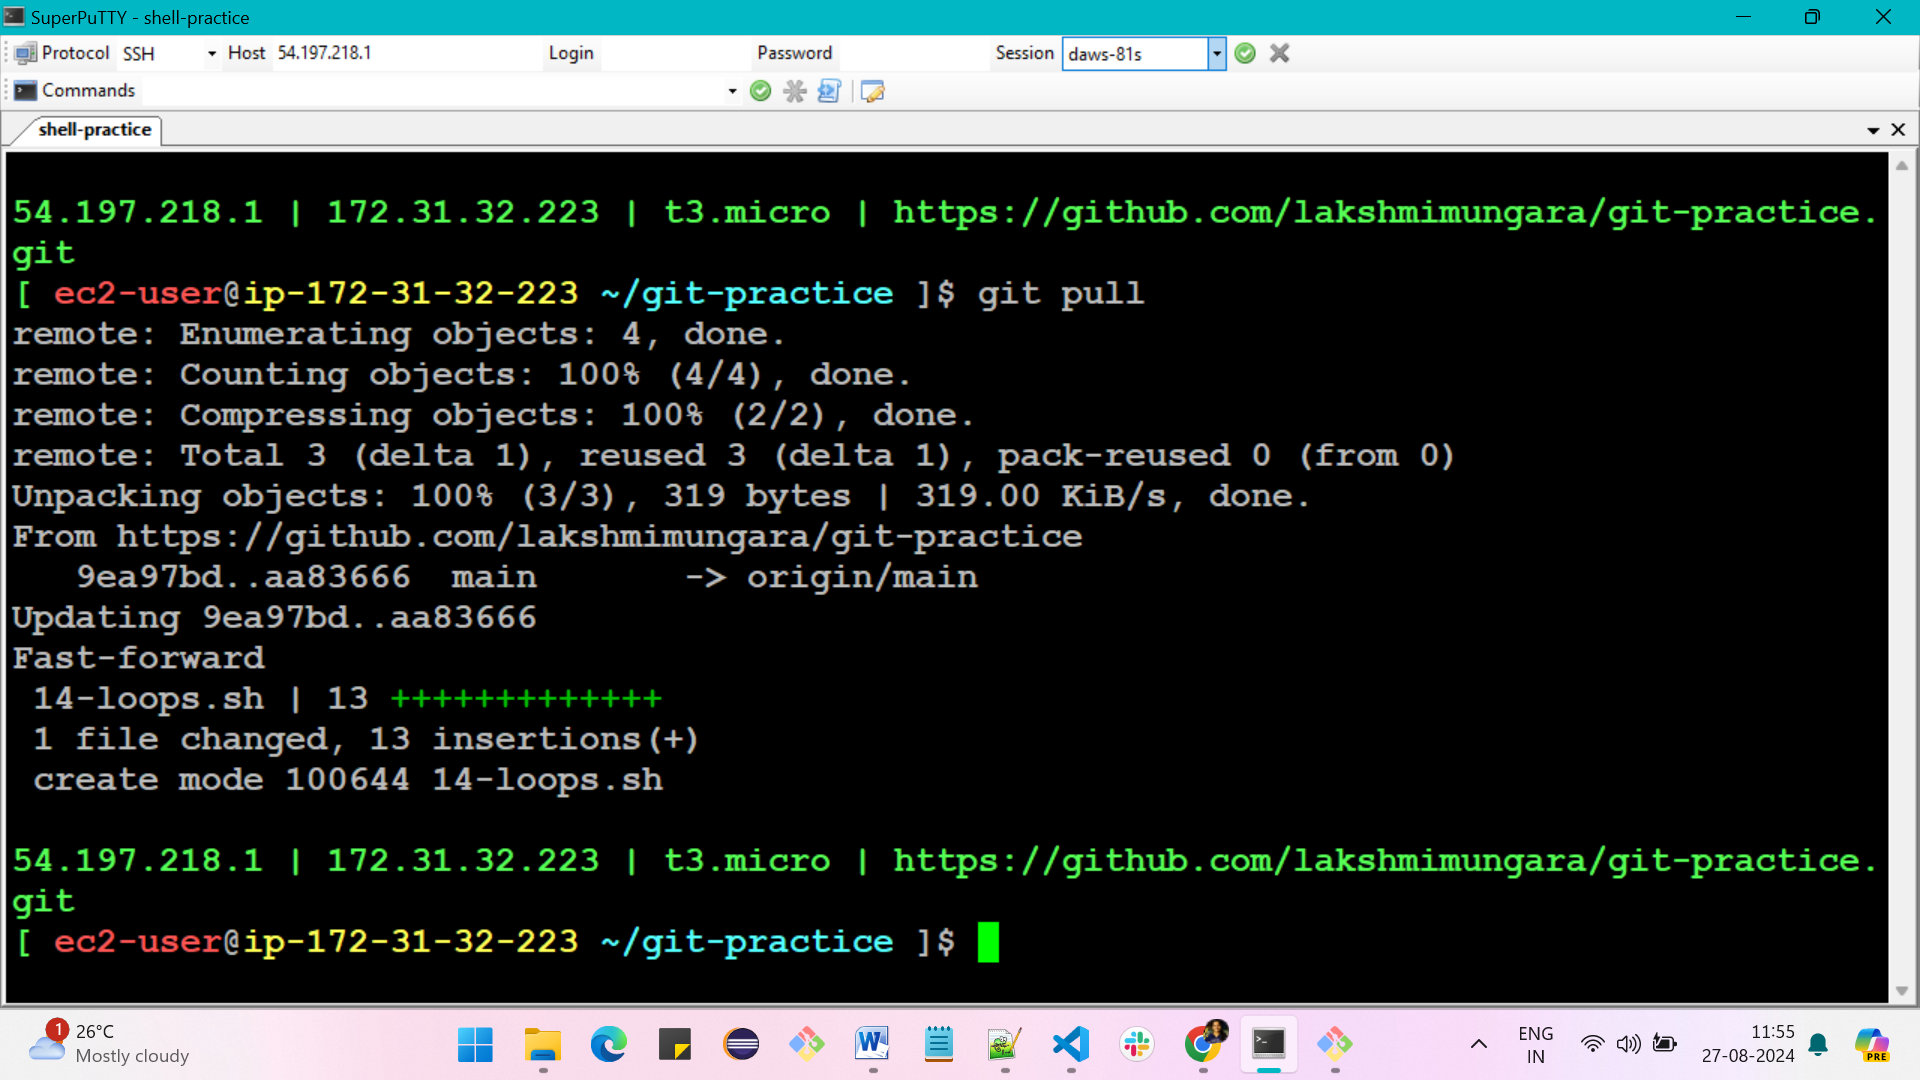 SuperPuTTY - shell-practice
Protocol SSH Host 54.197.218.1 Login Password Session daws-81s
Commands
shell-practice
54.197.218.1 | 172.31.32.223 | t3.micro | https://github.com/lakshmimungara/git-practice.
git
[ ec2-user@ip-172-31-32-223 ~/git-practice ]$ git pull
remote: Enumerating objects: 4, done.
remote: Counting objects: 100% (4/4), done.
remote: Compressing objects: 100% (2/2), done.
remote: Total 3 (delta 1), reused 3 (delta 1), pack-reused 0 (from 0)
Unpacking objects: 100% (3/3), 319 bytes | 319.00 KiB/s, done.
From https://github.com/lakshmimungara/git-practice
   9ea97bd..aa83666  main       -> origin/main
Updating 9ea97bd..aa83666
Fast-forward
 14-loops.sh | 13 +++++++++++++
 1 file changed, 13 insertions(+)
 create mode 100644 14-loops.sh
54.197.218.1 | 172.31.32.223 | t3.micro | https://github.com/lakshmimungara/git-practice.
git
[ ec2-user@ip-172-31-32-223 ~/git-practice ]$
1 26°C ENG 11:55
Mostly cloudy IN 27-08-2024 PRE